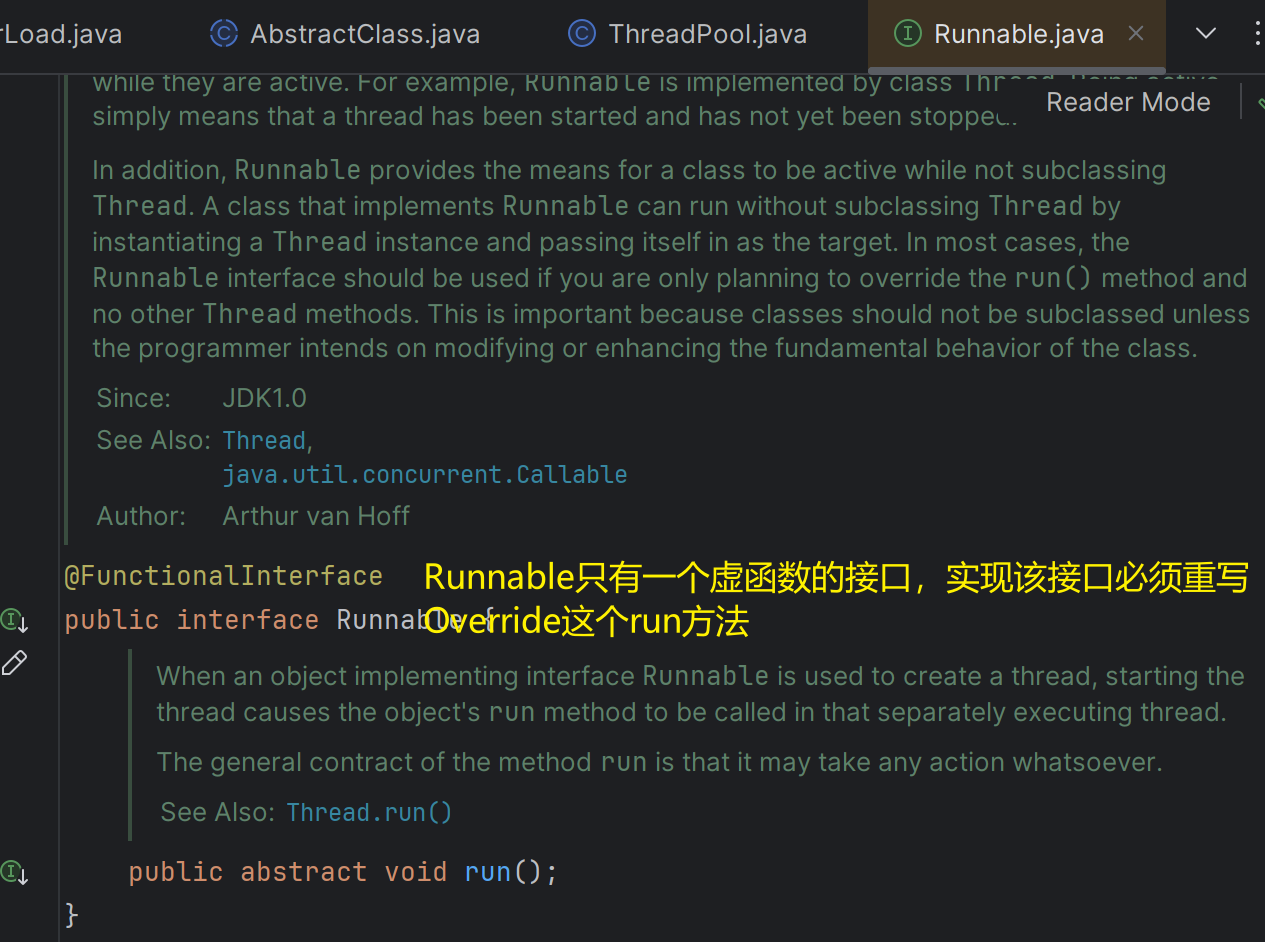 rLoad.java AbstractClass.java ThreadPool.java Runnable.java
while they are active. For example, Runnable is implemented by class
simply means that a thread has been started and has not yet been stopped.
Reader Mode
In addition, Runnable provides the means for a class to be active while not subclassing
Thread. A class that implements Runnable can run without subclassing Thread by
instantiating a Thread instance and passing itself in as the target. In most cases, the
Runnable interface should be used if you are only planning to override the run() method and
no other Thread methods. This is important because classes should not be subclassed unless
the programmer intends on modifying or enhancing the fundamental behavior of the class.
Since: JDK1.0
See Also: Thread,
java.util.concurrent.Callable
Author: Arthur van Hoff
@FunctionalInterface
Runnable只有一个虚函数的接口，实现该接口必须重写
Override这个run方法
public interface Runnable {
When an object implementing interface Runnable is used to create a thread, starting the
thread causes the object's run method to be called in that separately executing thread.
The general contract of the method run is that it may take any action whatsoever.
See Also: Thread.run()
public abstract void run();
}